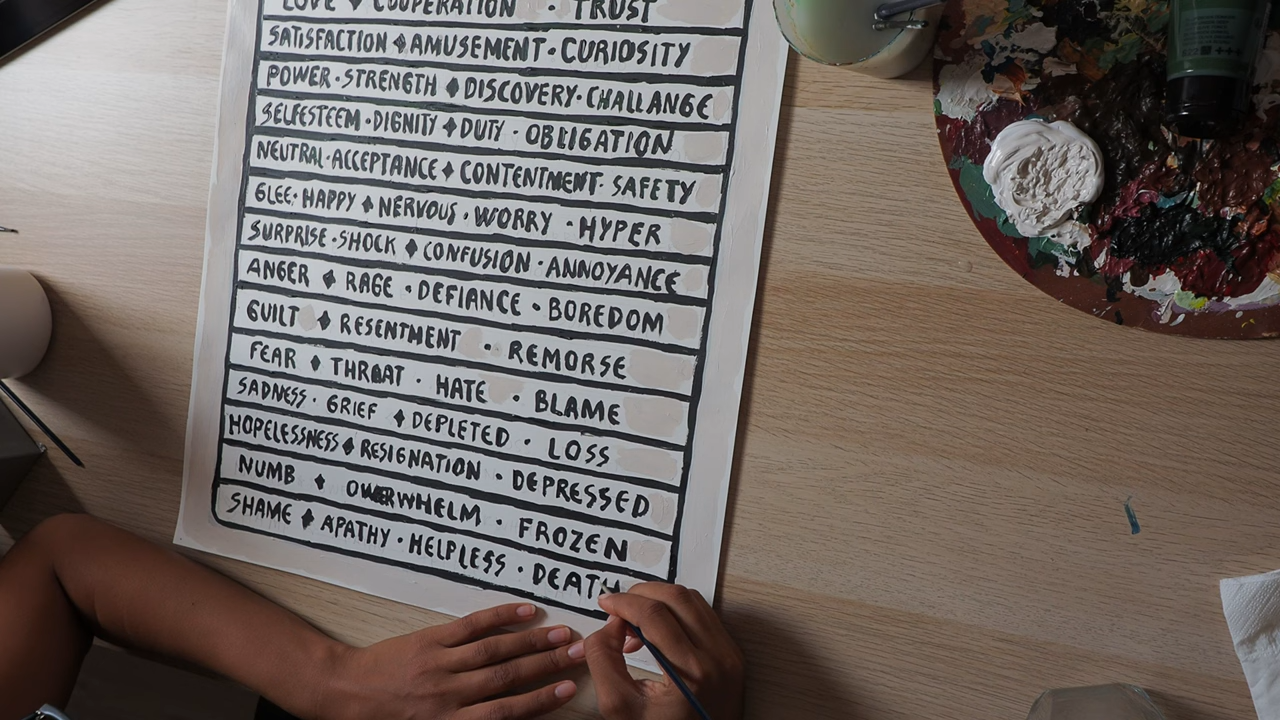 LOVE ♦ COOPERATION · TRUST
SATISFACTION ♦ AMUSEMENT · CURIOSITY
POWER · STRENGTH ♦ DISCOVERY · CHALLANGE
SELFESTEEM · DIGNITY ♦ DUTY · OBLIGATION
NEUTRAL · ACCEPTANCE ♦ CONTENTMENT · SAFETY
GLEE · HAPPY ♦ NERVOUS · WORRY · HYPER
SURPRISE · SHOCK ♦ CONFUSION · ANNOYANCE
ANGER ♦ RAGE · DEFIANCE · BOREDOM
GUILT ♦ RESENTMENT · REMORSE
FEAR ♦ THREAT · HATE · BLAME
SADNESS · GRIEF ♦ DEPLETED · LOSS
HOPELESSNESS ♦ RESIGNATION · DEPRESSED
NUMB ♦ OVERWHELM · FROZEN
SHAME ♦ APATHY · HELPLESS · DEATH